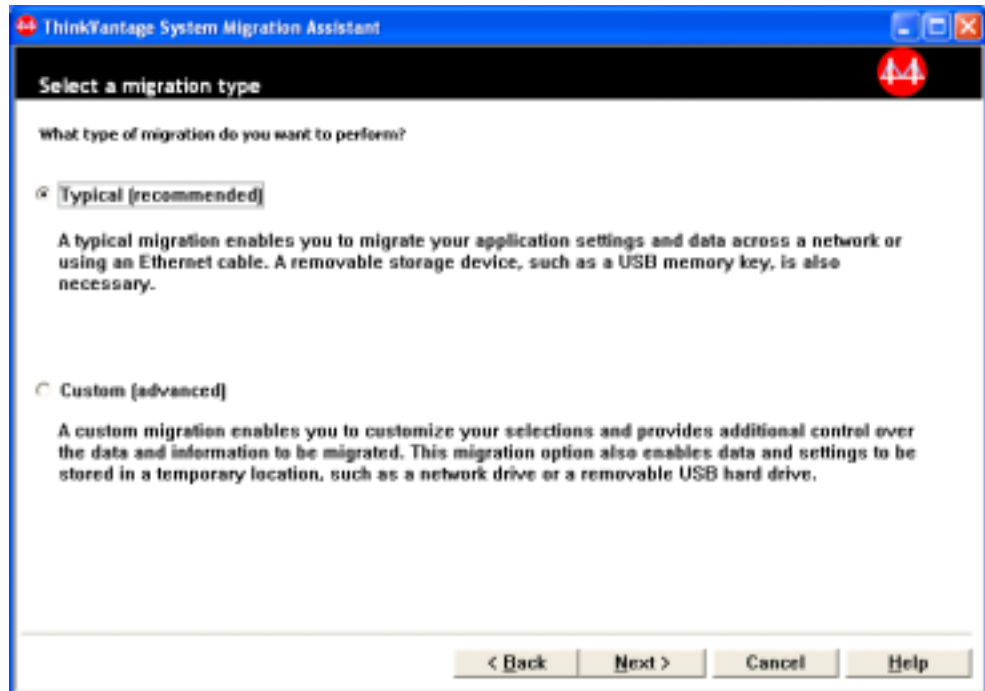 ThinkVantage System Migration Assistant
Select a migration type
What type of migration do you want to perform?
Typical (recommended)
A typical migration enables you to migrate your application settings and data across a network or
using an Ethernet cable. A removable storage device, such as a USB memory key, is also
necessary.
Custom (advanced)
A custom migration enables you to customize your selections and provides additional control over
the data and information to be migrated. This migration option also enables data and settings to be
stored in a temporary location, such as a network drive or a removable USB hard drive.
< Back Next > Cancel Help